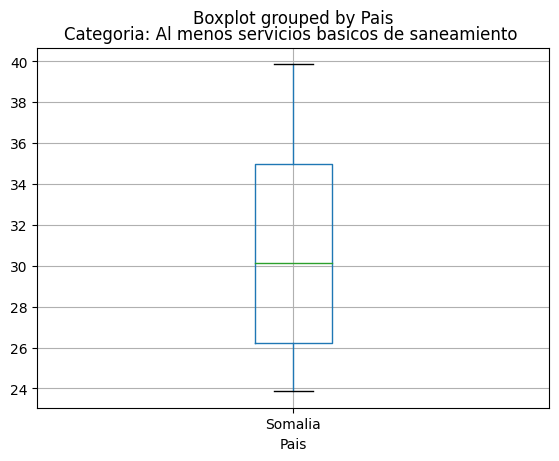 Boxplot grouped by Pais
Categoria: Al menos servicios basicos de saneamiento
40
38
36
34
32
30
28
26
24
Somalia
Pais